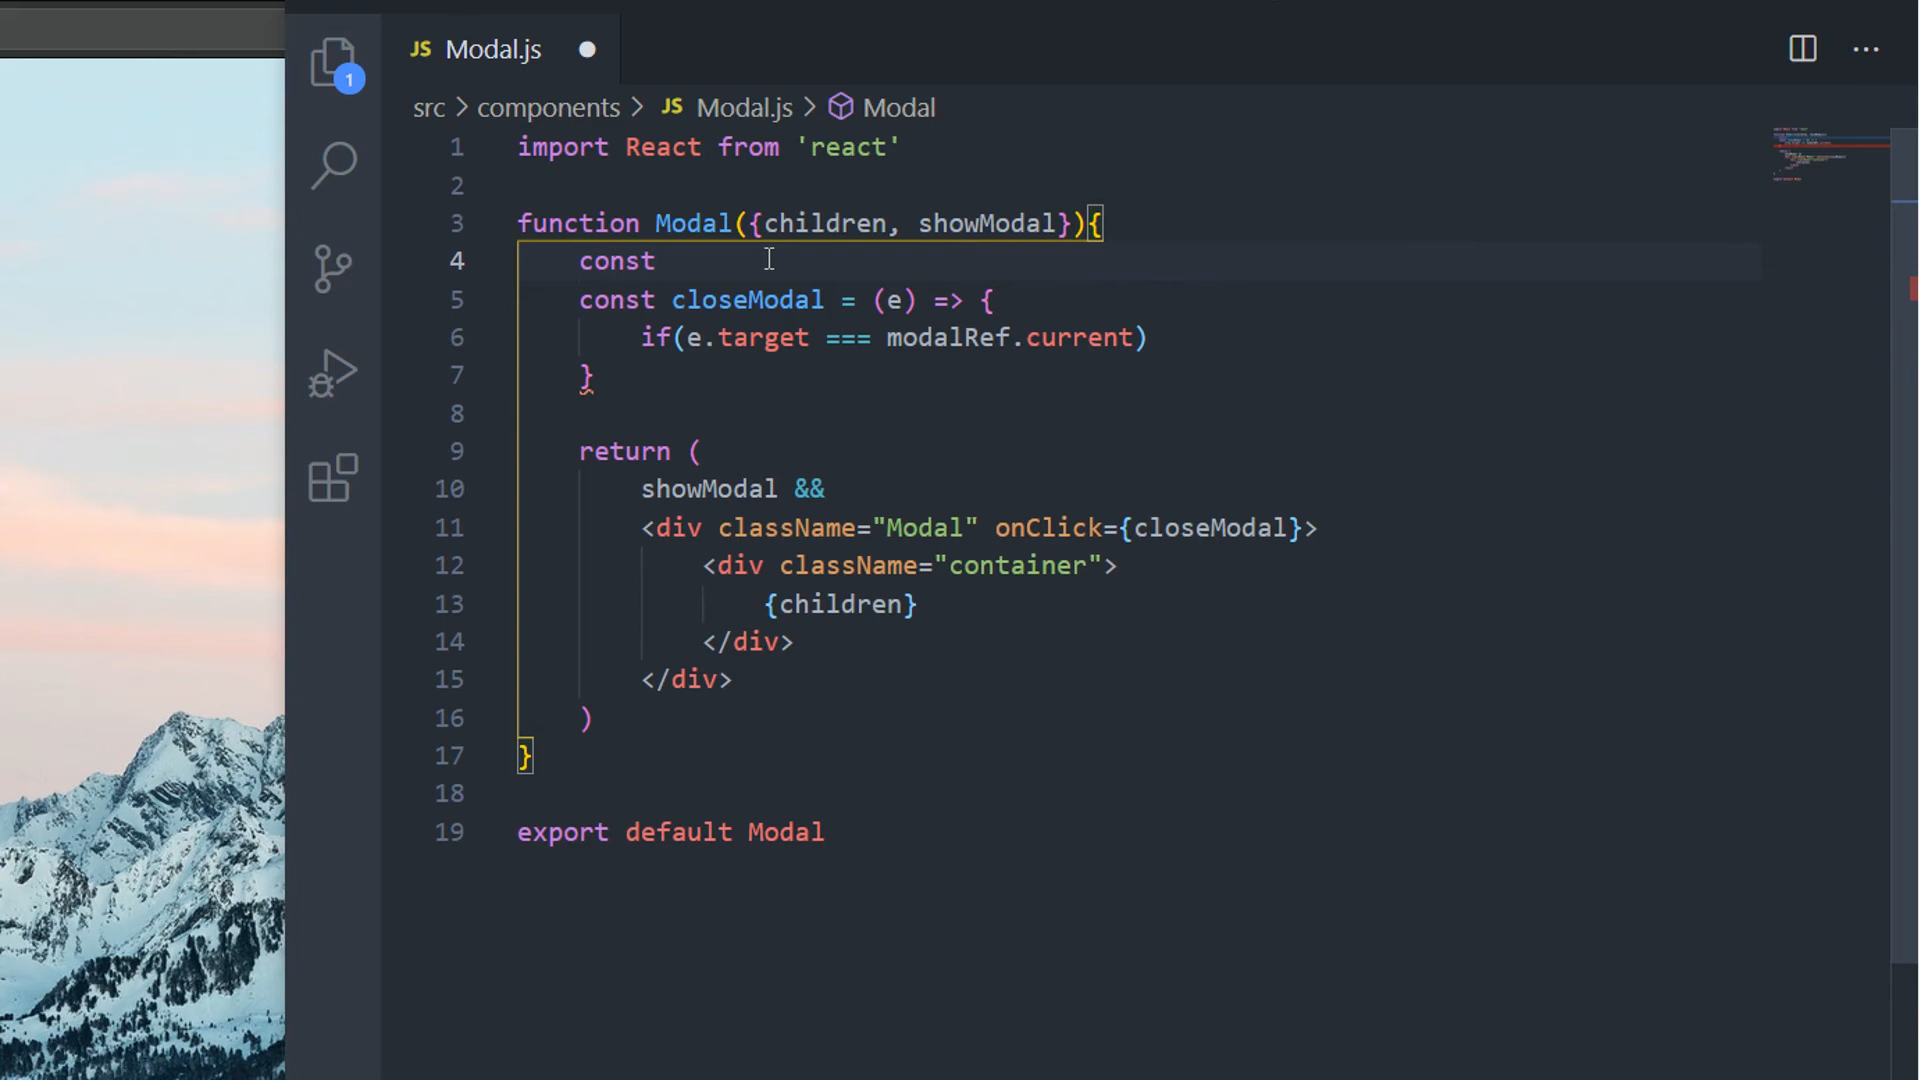 JS Modal.js
1
src > components > JS Modal.js > Modal
1 import React from 'react'
2
3 function Modal({children, showModal}){
4 const
5 const closeModal = (e) => {
6 if(e.target === modalRef.current)
7 }
8
9 return (
10 showModal &&
11 <div className="Modal" onClick={closeModal}>
12 <div className="container">
13 {children}
14 </div>
15 </div>
16 )
17 }
18
19 export default Modal